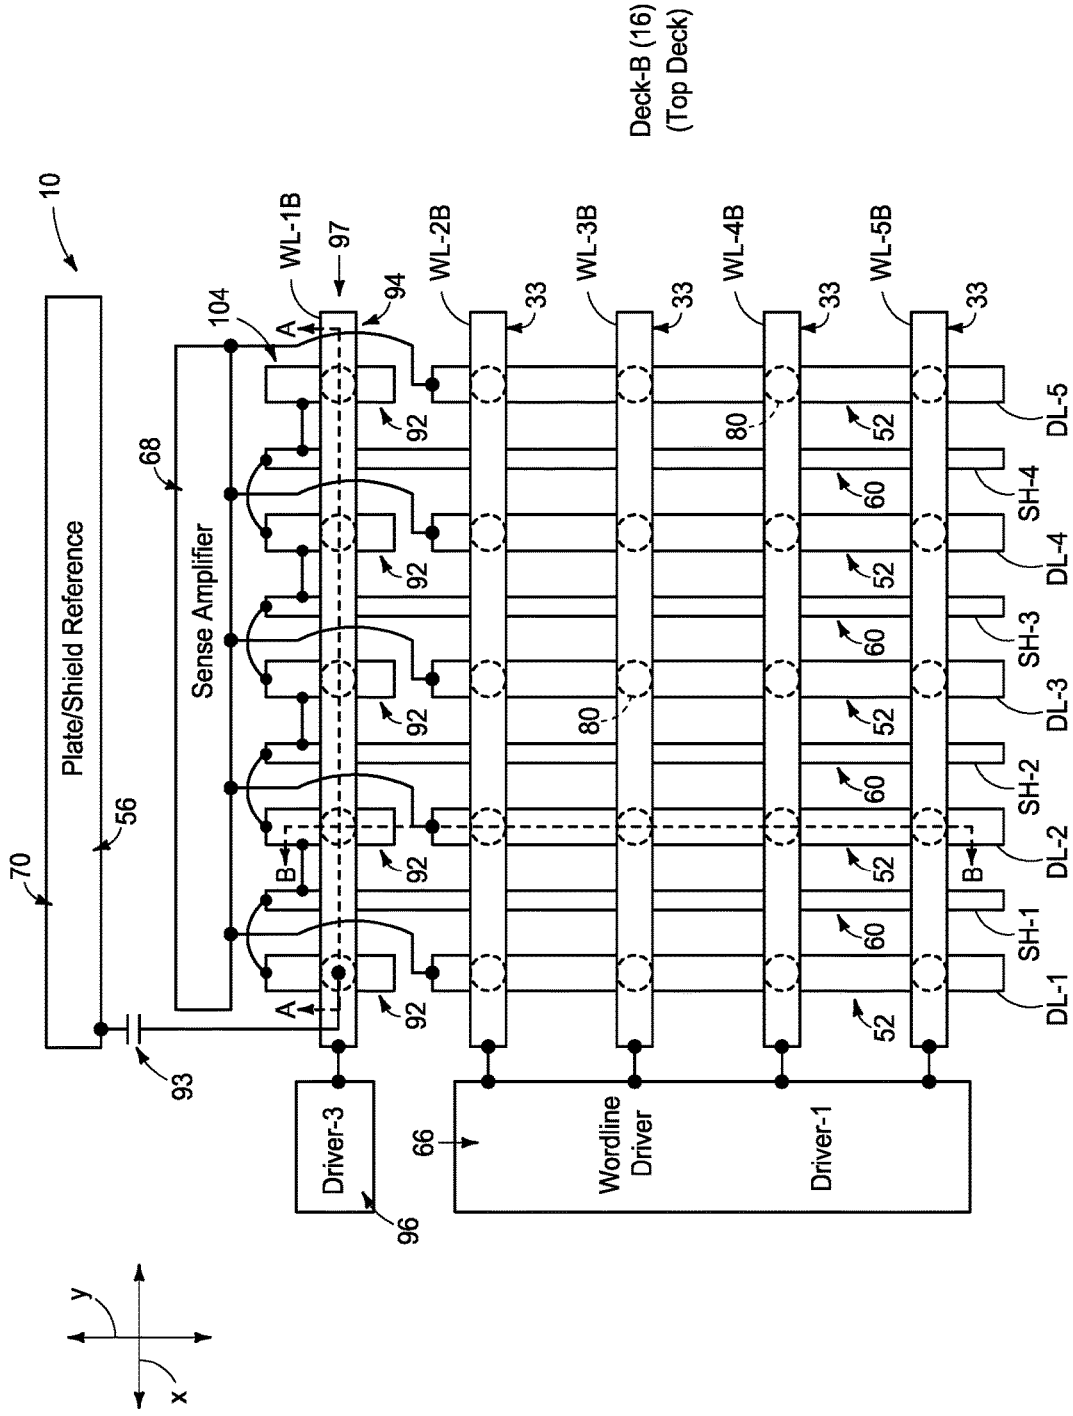 10
70
56
Plate/Shield Reference
93
68
Sense Amplifier
104
WL-1B
97
94
A
A
B
B
92
92
92
92
92
Driver-3
96
WL-2B
WL-3B
WL-4B
WL-5B
33
33
33
33
80
80
66
Wordline
Driver
Driver-1
52
52
52
52
52
60
60
60
60
DL-1
SH-1
DL-2
SH-2
DL-3
SH-3
DL-4
SH-4
DL-5
Deck-B (16)
(Top Deck)
y
x